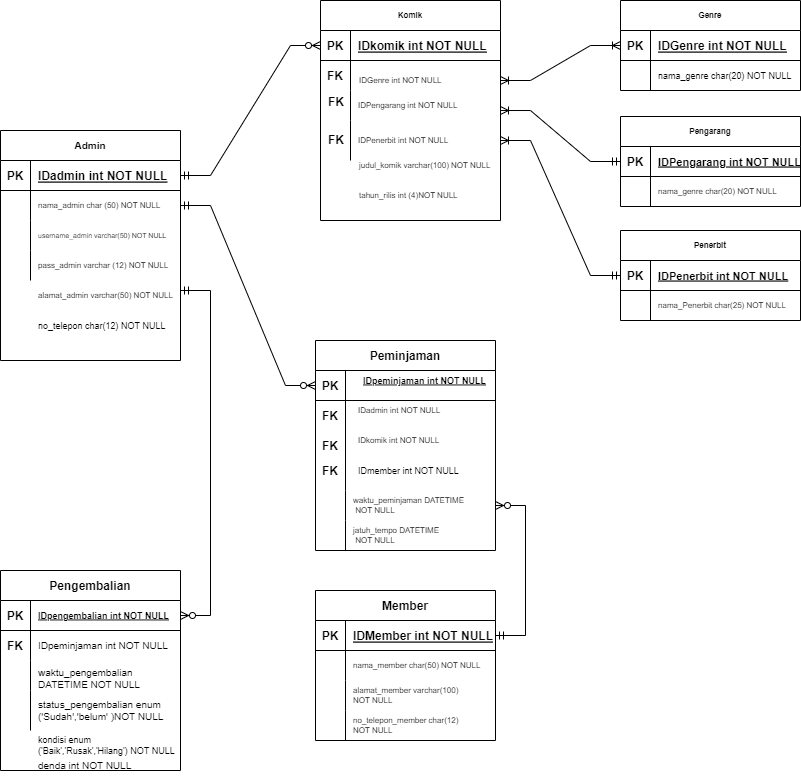 Komik
PK IDkomik int NOT NULL
FK IDGenre int NOT NULL
FK IDPengarang int NOT NULL
FK IDPenerbit int NOT NULL
judul_komik varchar(100) NOT NULL
tahun_rilis int (4)NOT NULL
Genre
PK IDGenre int NOT NULL
nama_genre char(20) NOT NULL
Pengarang
PK IDPengarang int NOT NULL
nama_genre char(20) NOT NULL
Penerbit
PK IDPenerbit int NOT NULL
nama_Penerbit char(25) NOT NULL
Admin
PK IDadmin int NOT NULL
nama_admin char (50) NOT NULL
username_admin varchar(50) NOT NULL
pass_admin varchar (12) NOT NULL
alamat_admin varchar(50) NOT NULL
no_telepon char(12) NOT NULL
Peminjaman
PK IDpeminjaman int NOT NULL
FK IDadmin int NOT NULL
FK IDkomik int NOT NULL
FK IDmember int NOT NULL
waktu_peminjaman DATETIME
NOT NULL
jatuh_tempo DATETIME
NOT NULL
Pengembalian
PK IDpengembalian int NOT NULL
FK IDpeminjaman int NOT NULL
waktu_pengembalian
DATETIME NOT NULL
status_pengembalian enum
('Sudah','belum' )NOT NULL
kondisi enum
('Baik','Rusak','Hilang') NOT NULL
denda int NOT NULL
Member
PK IDMember int NOT NULL
nama_member char(50) NOT NULL
alamat_member varchar(100)
NOT NULL
no_telepon_member char(12)
NOT NULL